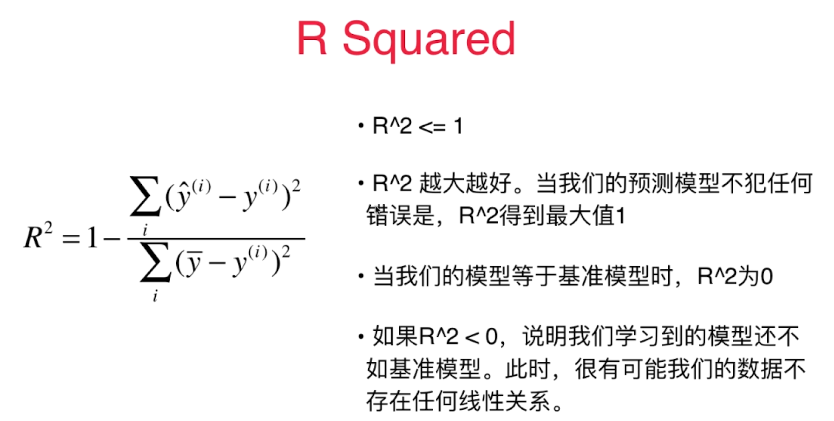 R Squared
R^2 = 1 - \frac{\sum_i (\hat{y}^{(i)} - y^{(i)})^2}{\sum_i (\overline{y} - y^{(i)})^2}
• R^2 <= 1
• R^2 越大越好。当我们的预测模型不犯任何
错误是，R^2得到最大值1
• 当我们的模型等于基准模型时，R^2为0
• 如果R^2 < 0，说明我们学习到的模型还不
如基准模型。此时，很有可能我们的数据不
存在任何线性关系。